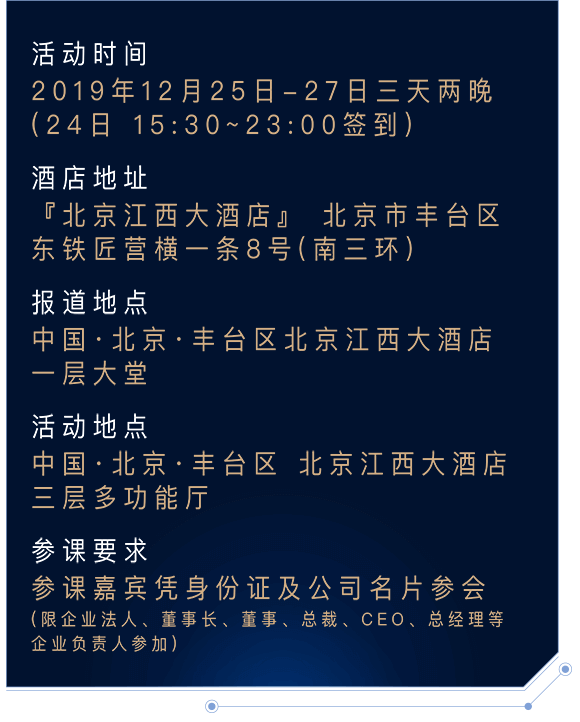 活动时间
2019年12月25日-27日三天两晚
(24日 15:30~23:00签到)
酒店地址
『北京江西大酒店』 北京市丰台区
东铁匠营横一条8号(南三环)
报道地点
中国·北京·丰台区北京江西大酒店
一层大堂
活动地点
中国·北京·丰台区 北京江西大酒店
三层多功能厅
参课要求
参课嘉宾凭身份证及公司名片参会
(限企业法人、董事长、董事、总裁、CEO、总经理等
企业负责人参加)